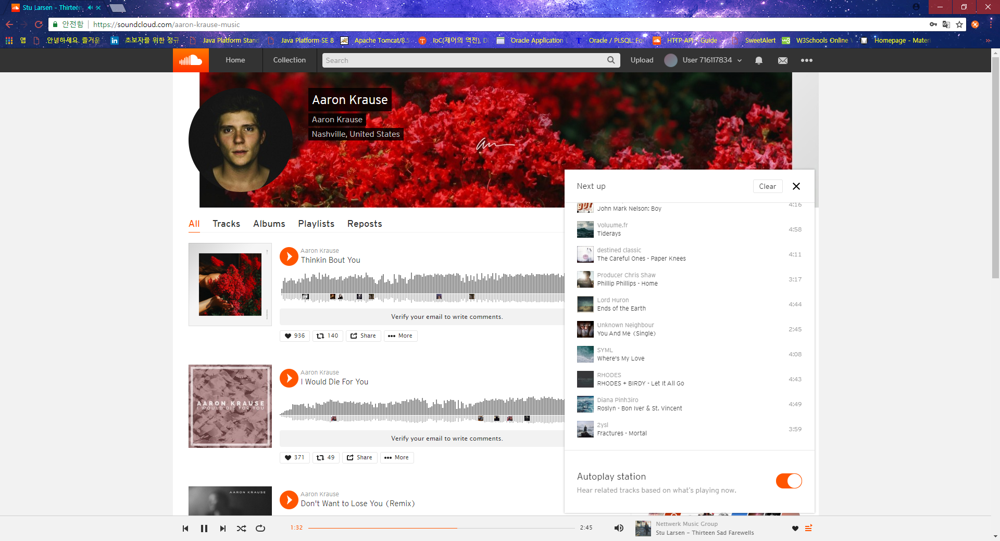 Stu Larsen - Thirteen
안전함 https://soundcloud.com/aaron-krause-music
앱 안녕하세요. 즐거운 초보자를 위한 정규 Java Platform Stand Java Platform SE 8 Apache Tomcat/8.5 IoC(제어의 역전), D Oracle Application Oracle / PLSQL: HTTP API - Guide SweetAlert W3Schools Online Homepage - Materi
Home Collection Search Upload User 716117834
Aaron Krause
Aaron Krause
Nashville, United States
All Tracks Albums Playlists Reposts
Aaron Krause
Thinkin Bout You
Verify your email to write comments.
936 140 Share More
Aaron Krause
I Would Die For You
AARON KRAUSE
I WOULD DIE FOR YOU
Verify your email to write comments.
371 49 Share More
AARON KRAUSE
Aaron Krause
Don't Want to Lose You (Remix)
Next up Clear
4:16
John Mark Nelson: Boy
Voluume.fr
Tiderays
4:58
destined classic
The Careful Ones - Paper Knees
4:11
Producer Chris Shaw
Phillip Phillips - Home
3:17
Lord Huron
Ends of the Earth
4:44
Unknown Neighbour
You And Me (Single)
2:45
SYML
Where's My Love
4:08
RHODES
RHODES + BIRDY - Let It All Go
4:43
Diana Pinh3iro
Roslyn - Bon Iver & St. Vincent
4:49
2ysl
Fractures - Mortal
3:59
Autoplay station
Hear related tracks based on what's playing now.
1:32 2:45
Nettwerk Music Group
Stu Larsen – Thirteen Sad Farewells